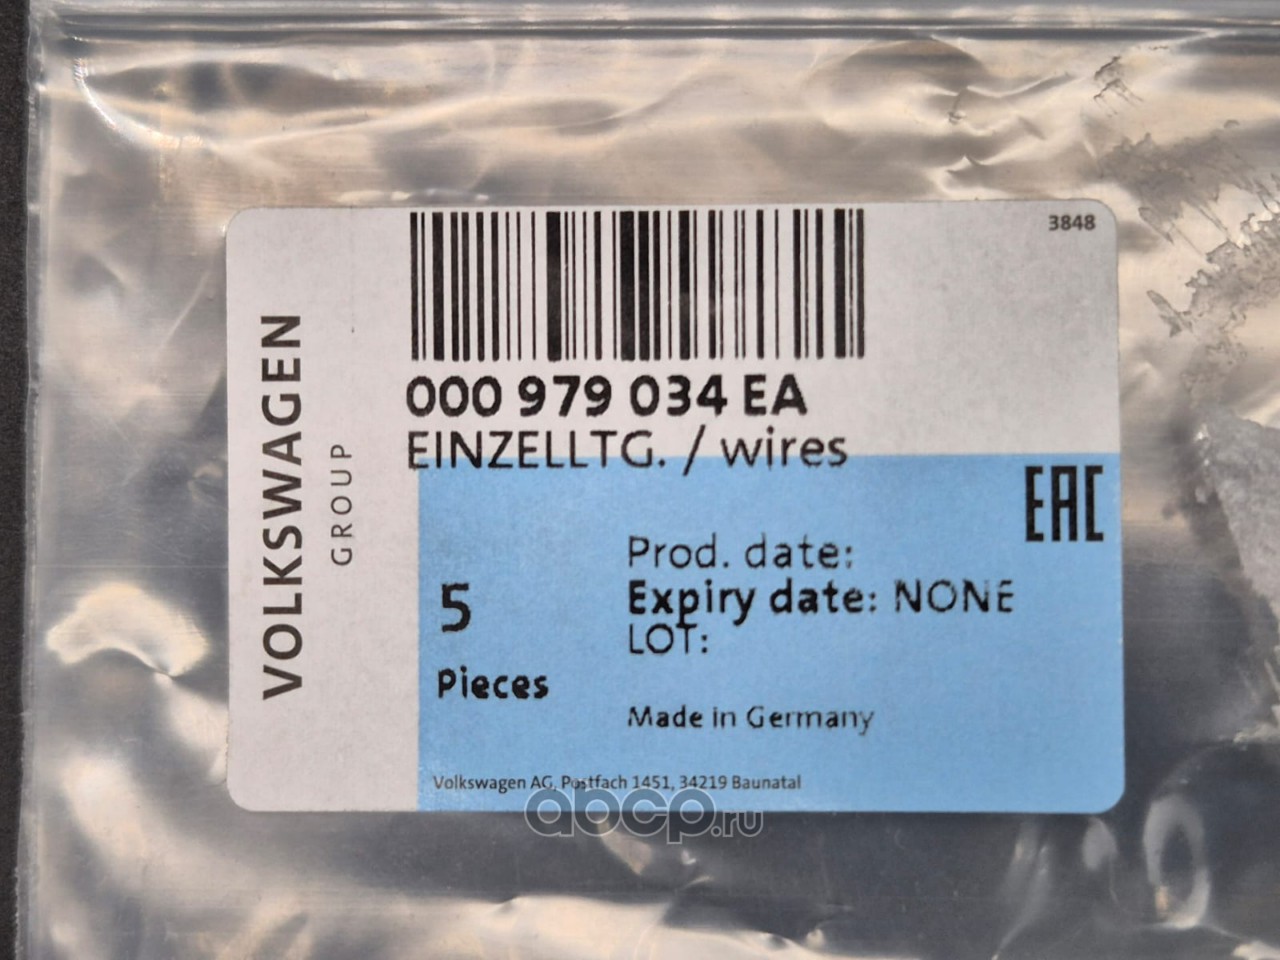 3848
VOLKSWAGEN
GROUP
000 979 034 EA
EINZELLTG. / wires
EAC
Prod. date:
Expiry date: NONE
LOT:
5
Pieces
Made in Germany
Volkswagen AG, Postfach 1451, 34219 Baunatal
abcp.ru